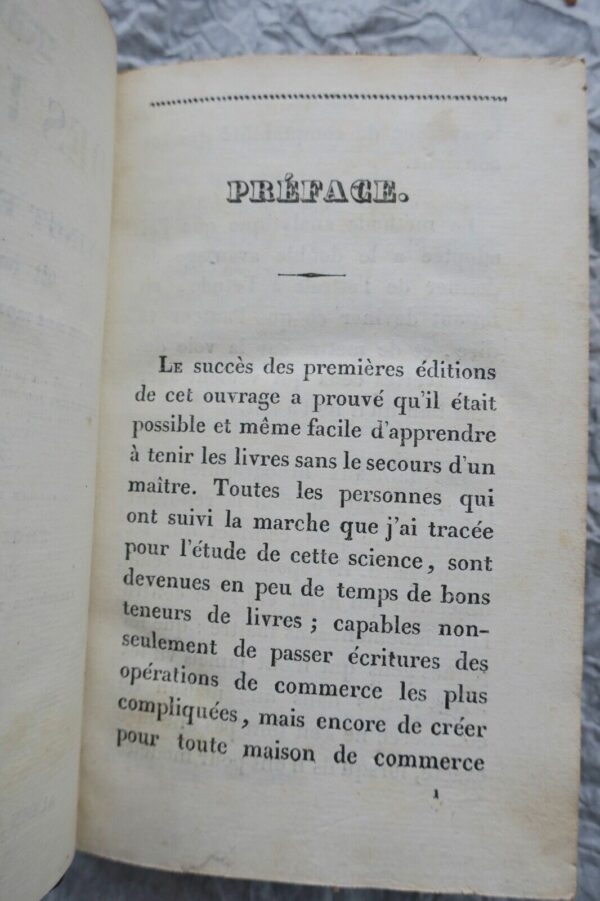 PRÉFACE.
LE succès des premières éditions
de cet ouvrage a prouvé qu'il était
possible et même facile d'apprendre
à tenir les livres sans le secours d'un
maître. Toutes les personnes qui
ont suivi la marche que j'ai tracée
pour l'étude de cette science, sont
devenues en peu de temps de bons
teneurs de livres ; capables non-
seulement de passer écritures des
opérations de commerce les plus
compliquées, mais encore de créer
pour toute maison de commerce
1